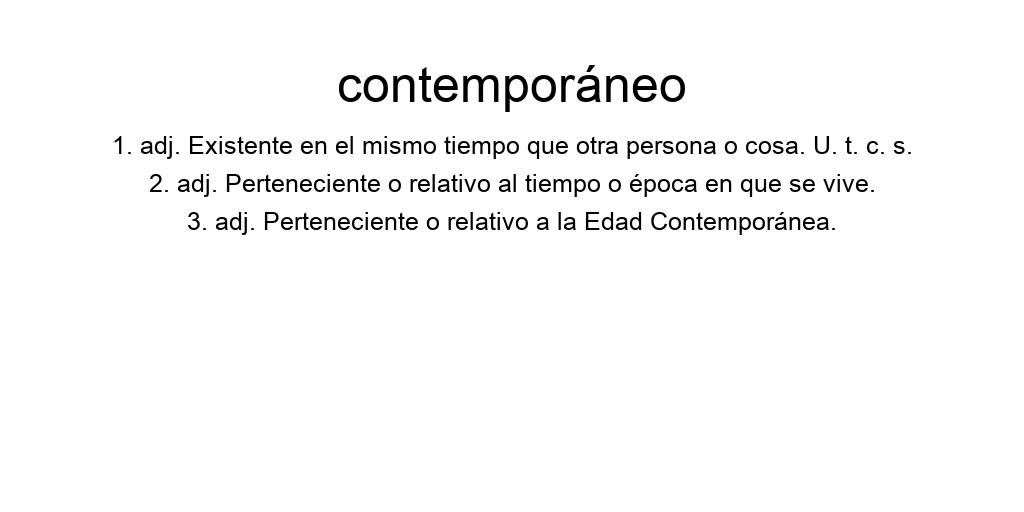 contemporáneo
1. adj. Existente en el mismo tiempo que otra persona o cosa. U. t. c. s.
2. adj. Perteneciente o relativo al tiempo o época en que se vive.
3. adj. Perteneciente o relativo a la Edad Contemporánea.